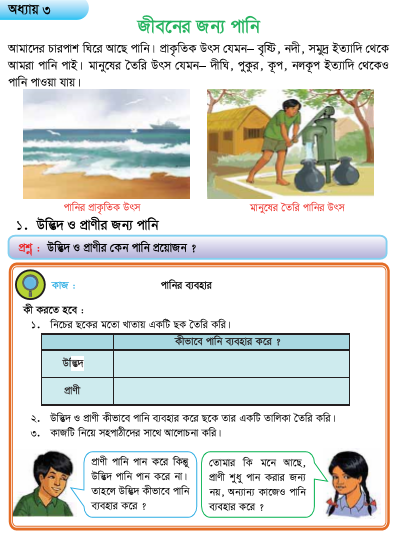 অধ্যায় ৩
জীবনের জন্য পানি
আমাদের চারপাশ ঘিরে আছে পানি। প্রাকৃতিক উৎস যেমন– বৃষ্টি, নদী, সমুদ্র ইত্যাদি থেকে
আমরা পানি পাই। মানুষের তৈরি উৎস যেমন– দীঘি, পুকুর, কূপ, নলকূপ ইত্যাদি থেকেও
পানি পাওয়া যায়।
পানির প্রাকৃতিক উৎস
মানুষের তৈরি পানির উৎস
১. উদ্ভিদ ও প্রাণীর জন্য পানি
প্রশ্ন : উদ্ভিদ ও প্রাণীর কেন পানি প্রয়োজন ?
কাজ : পানির ব্যবহার
কী করতে হবে :
১. নিচের ছকের মতো খাতায় একটি ছক তৈরি করি।
কীভাবে পানি ব্যবহার করে ?
উদ্ভিদ
প্রাণী
২. উদ্ভিদ ও প্রাণী কীভাবে পানি ব্যবহার করে ছকে তার একটি তালিকা তৈরি করি।
৩. কাজটি নিয়ে সহপাঠীদের সাথে আলোচনা করি।
প্রাণী পানি পান করে কিন্তু
উদ্ভিদ পানি পান করে না।
তাহলে উদ্ভিদ কীভাবে পানি
ব্যবহার করে ?
তোমার কি মনে আছে,
প্রাণী শুধু পান করার জন্য
নয়, অন্যান্য কাজেও পানি
ব্যবহার করে ?